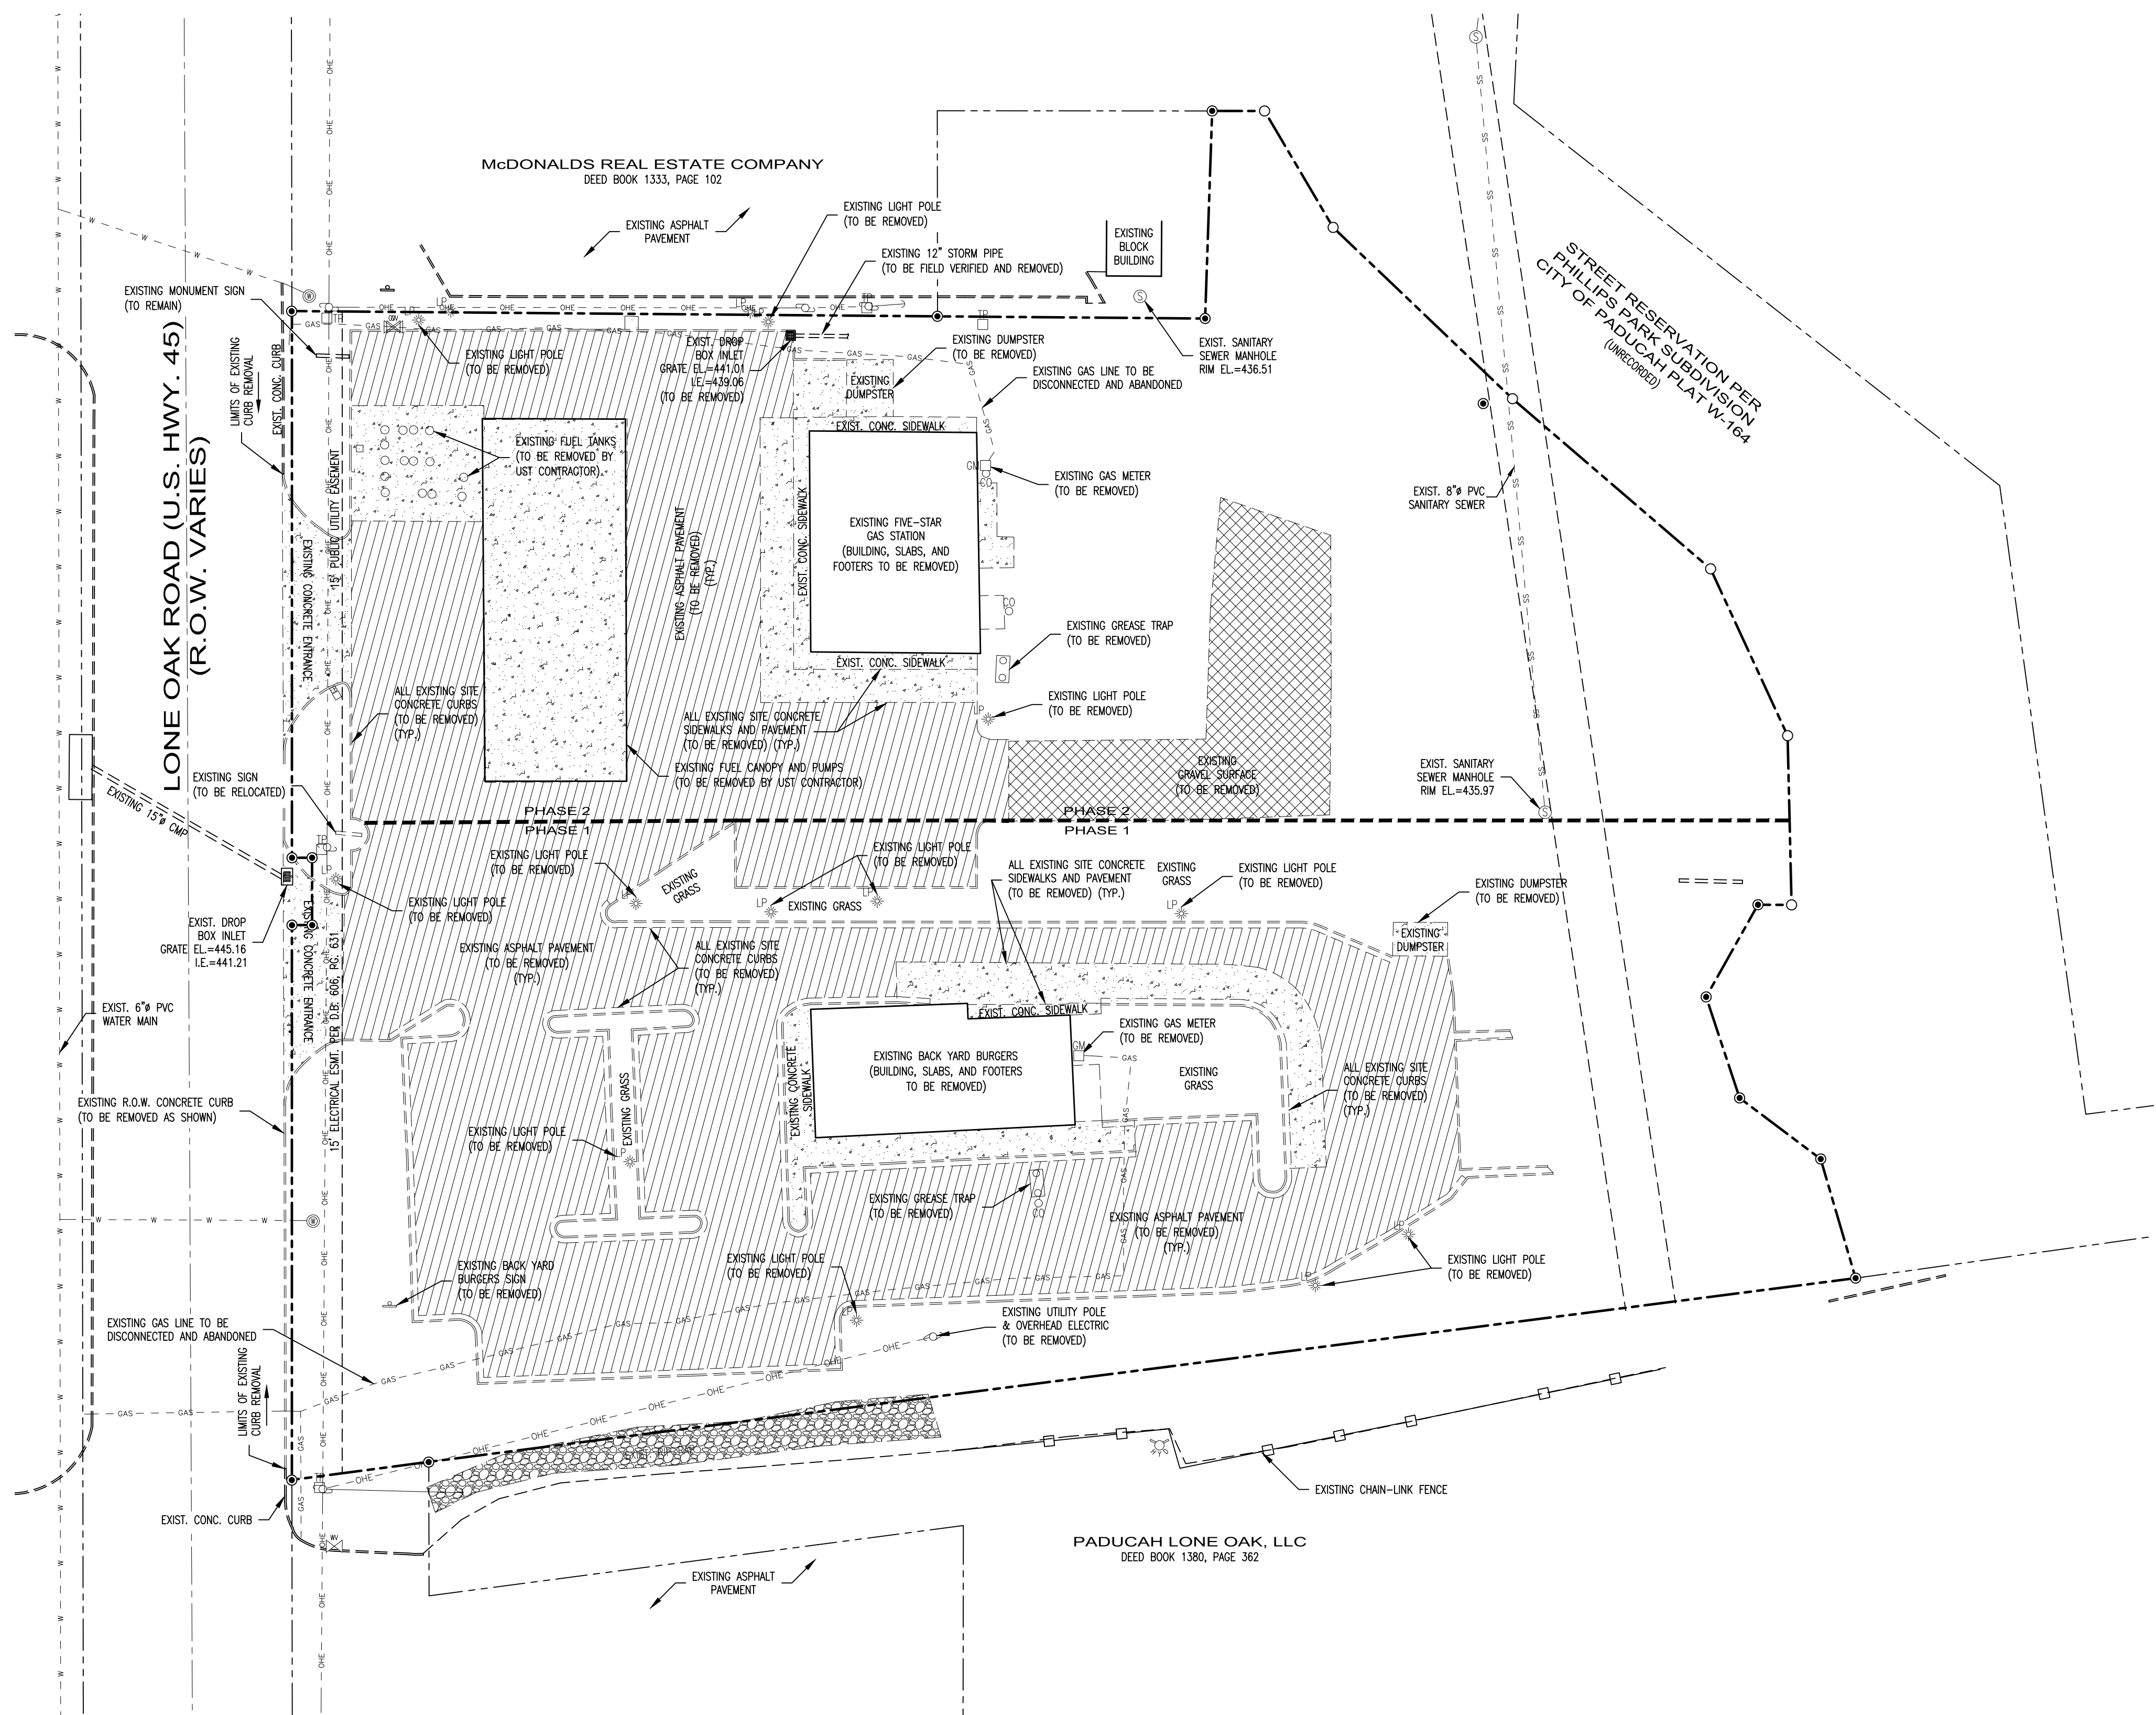 McDONALDS REAL ESTATE COMPANY
DEED BOOK 1333, PAGE 102
EXISTING LIGHT POLE
(TO BE REMOVED)
EXISTING ASPHALT
PAVEMENT
EXISTING
BLOCK
BUILDING
EXISTING 12" STORM PIPE
(TO BE FIELD VERIFIED AND REMOVED)
STREET RESERVATION PER
PHILLIPS PARK SUBDIVISION
CITY OF PADUCAH PLAT W-164
(UNRECORDED)
EXISTING MONUMENT SIGN
(TO REMAIN)
LONE OAK ROAD (U.S. HWY. 45)
(R.O.W. VARIES)
LIMITS OF EXISTING
CURB REMOVAL
EXIST. CONC. CURB
EXISTING LIGHT POLE
(TO BE REMOVED)
EXIST. DROP
BOX INLET
GRATE EL.=441.01
I.E.=439.06
(TO BE REMOVED)
EXISTING DUMPSTER
(TO BE REMOVED)
EXISTING
DUMPSTER
EXIST. SANITARY
SEWER MANHOLE
RIM EL.=436.51
EXISTING GAS LINE TO BE
DISCONNECTED AND ABANDONED
EXIST. CONC. SIDEWALK
EXISTING FUEL TANKS
(TO BE REMOVED BY
UST CONTRACTOR)
15' PUBLIC UTILITY EASEMENT
EXISTING CONCRETE ENTRANCE
EXISTING ASPHALT PAVEMENT
(TO BE REMOVED)
(TYP.)
EXIST. CONC. SIDEWALK
EXISTING FIVE-STAR
GAS STATION
(BUILDING, SLABS, AND
FOOTERS TO BE REMOVED)
GM
CO
EXISTING GAS METER
(TO BE REMOVED)
EXIST. 8"ø PVC
SANITARY SEWER
CO
EXISTING GREASE TRAP
(TO BE REMOVED)
EXIST. CONC. SIDEWALK
ALL EXISTING SITE
CONCRETE CURBS
(TO BE REMOVED)
(TYP.)
EXISTING LIGHT POLE
(TO BE REMOVED)
LP
ALL EXISTING SITE CONCRETE
SIDEWALKS AND PAVEMENT
(TO BE REMOVED) (TYP.)
EXISTING FUEL CANOPY AND PUMPS
(TO BE REMOVED BY UST CONTRACTOR)
EXISTING
GRAVEL SURFACE
(TO BE REMOVED)
EXIST. SANITARY
SEWER MANHOLE
RIM EL.=435.97
EXISTING SIGN
(TO BE RELOCATED)
EXISTING 15"ø CMP
PHASE 2
PHASE 1
PHASE 2
PHASE 1
EXISTING LIGHT POLE
(TO BE REMOVED)
EXISTING LIGHT POLE
(TO BE REMOVED)
ALL EXISTING SITE CONCRETE
SIDEWALKS AND PAVEMENT
(TO BE REMOVED) (TYP.)
EXISTING
GRASS
EXISTING LIGHT POLE
(TO BE REMOVED)
EXISTING DUMPSTER
(TO BE REMOVED)
EXISTING
GRASS
EXISTING GRASS
EXISTING LIGHT POLE
(TO BE REMOVED)
EXIST. DROP
BOX INLET
GRATE EL.=445.16
I.E.=441.21
EXISTING CONCRETE ENTRANCE
15' ELECTRICAL ESMT. PER D.B. 606, PG. 631
EXISTING ASPHALT PAVEMENT
(TO BE REMOVED)
(TYP.)
ALL EXISTING SITE
CONCRETE CURBS
(TO BE REMOVED)
(TYP.)
EXISTING
DUMPSTER
EXIST. 6"ø PVC
WATER MAIN
EXIST. CONC. SIDEWALK
EXISTING CONCRETE
SIDEWALK
EXISTING BACK YARD BURGERS
(BUILDING, SLABS, AND FOOTERS
TO BE REMOVED)
GM
EXISTING GAS METER
(TO BE REMOVED)
EXISTING
GRASS
ALL EXISTING SITE
CONCRETE CURBS
(TO BE REMOVED)
(TYP.)
EXISTING R.O.W. CONCRETE CURB
(TO BE REMOVED AS SHOWN)
EXISTING GRASS
EXISTING LIGHT POLE
(TO BE REMOVED)
EXISTING GREASE TRAP
(TO BE REMOVED)
CO
EXISTING ASPHALT PAVEMENT
(TO BE REMOVED)
(TYP.)
EXISTING BACK YARD
BURGERS SIGN
(TO BE REMOVED)
EXISTING LIGHT POLE
(TO BE REMOVED)
EXISTING LIGHT POLE
(TO BE REMOVED)
EXISTING GAS LINE TO BE
DISCONNECTED AND ABANDONED
EXISTING UTILITY POLE
& OVERHEAD ELECTRIC
(TO BE REMOVED)
LIMITS OF EXISTING
CURB REMOVAL
EXIST. CONC. CURB
EXISTING CHAIN-LINK FENCE
PADUCAH LONE OAK, LLC
DEED BOOK 1380, PAGE 362
EXISTING ASPHALT
PAVEMENT